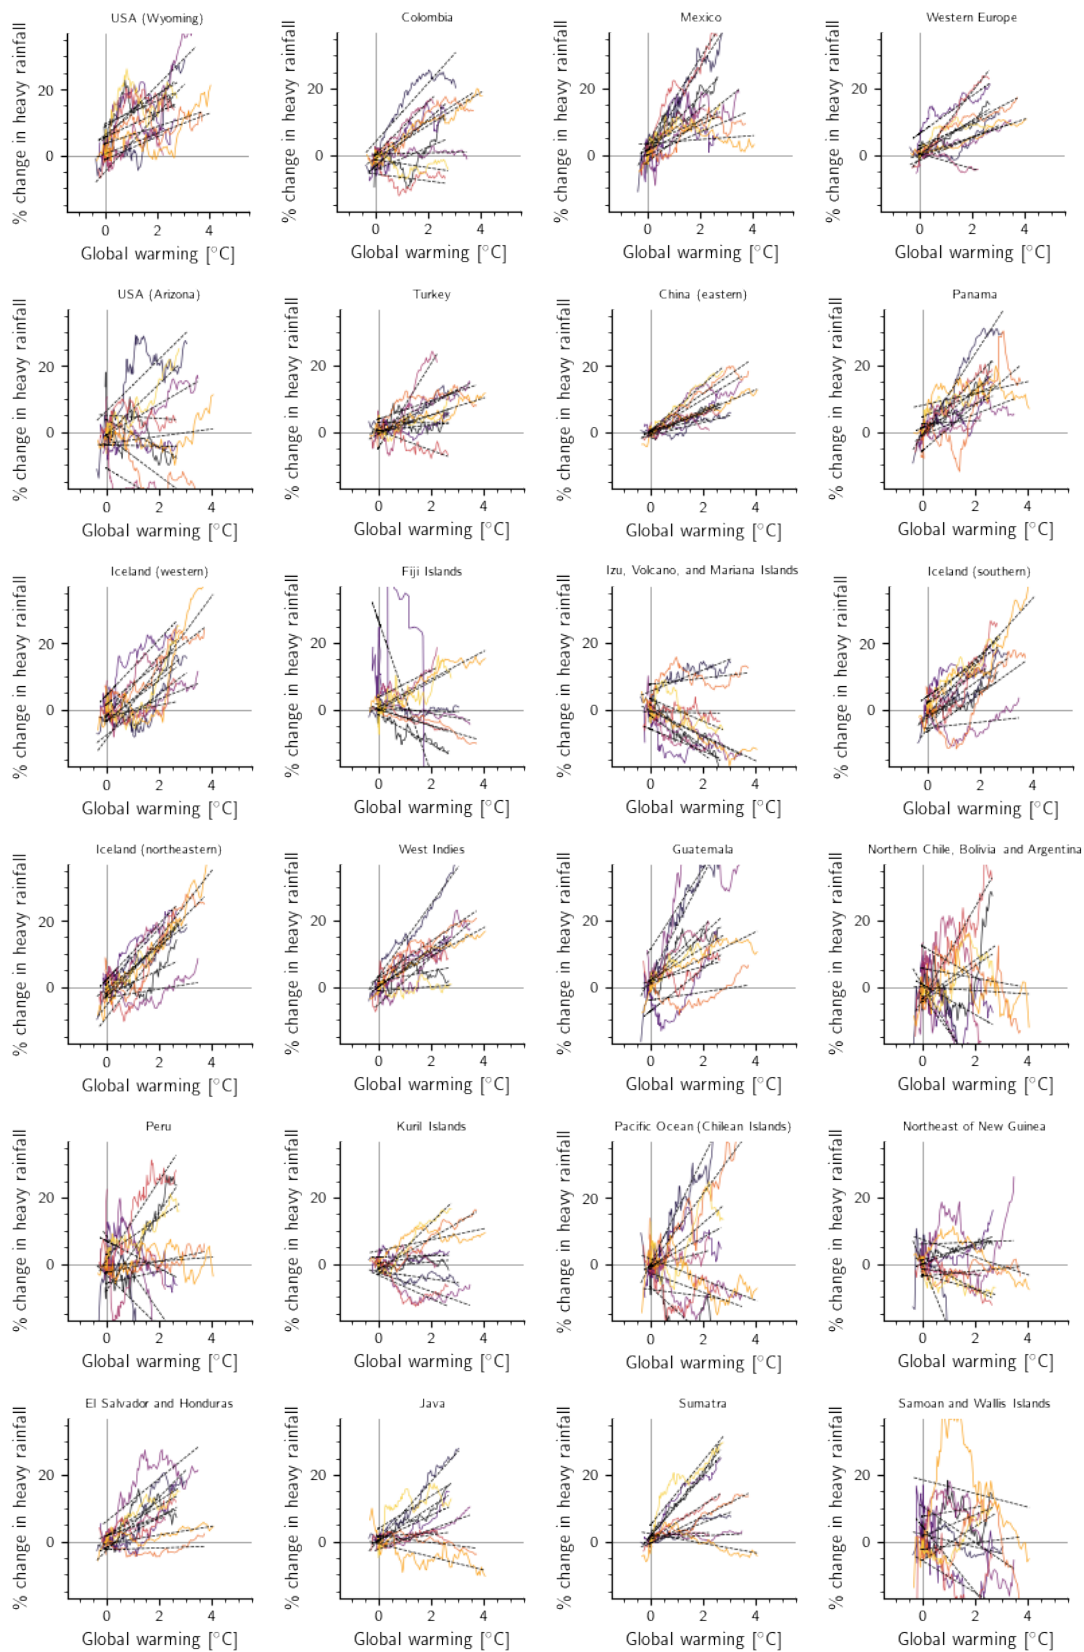 USA (Wyoming)
Colombia
Mexico
Western Europe
% change in heavy rainfall
20
0
0 2 4
Global warming [°C]
% change in heavy rainfall
20
0
0 2 4
Global warming [°C]
% change in heavy rainfall
20
0
0 2 4
Global warming [°C]
% change in heavy rainfall
20
0
0 2 4
Global warming [°C]
USA (Arizona)
Turkey
China (eastern)
Panama
% change in heavy rainfall
20
0
0 2 4
Global warming [°C]
% change in heavy rainfall
20
0
0 2 4
Global warming [°C]
% change in heavy rainfall
20
0
0 2 4
Global warming [°C]
% change in heavy rainfall
20
0
0 2 4
Global warming [°C]
Iceland (western)
Fiji Islands
Izu, Volcano, and Mariana Islands
Iceland (southern)
% change in heavy rainfall
20
0
0 2 4
Global warming [°C]
% change in heavy rainfall
20
0
0 2 4
Global warming [°C]
% change in heavy rainfall
20
0
0 2 4
Global warming [°C]
% change in heavy rainfall
20
0
0 2 4
Global warming [°C]
Iceland (northeastern)
West Indies
Guatemala
Northern Chile, Bolivia and Argentina
% change in heavy rainfall
20
0
0 2 4
Global warming [°C]
% change in heavy rainfall
20
0
0 2 4
Global warming [°C]
% change in heavy rainfall
20
0
0 2 4
Global warming [°C]
% change in heavy rainfall
20
0
0 2 4
Global warming [°C]
Peru
Kuril Islands
Pacific Ocean (Chilean Islands)
Northeast of New Guinea
% change in heavy rainfall
20
0
0 2 4
Global warming [°C]
% change in heavy rainfall
20
0
0 2 4
Global warming [°C]
% change in heavy rainfall
20
0
0 2 4
Global warming [°C]
% change in heavy rainfall
20
0
0 2 4
Global warming [°C]
El Salvador and Honduras
Java
Sumatra
Samoan and Wallis Islands
% change in heavy rainfall
20
0
0 2 4
Global warming [°C]
% change in heavy rainfall
20
0
0 2 4
Global warming [°C]
% change in heavy rainfall
20
0
0 2 4
Global warming [°C]
% change in heavy rainfall
20
0
0 2 4
Global warming [°C]